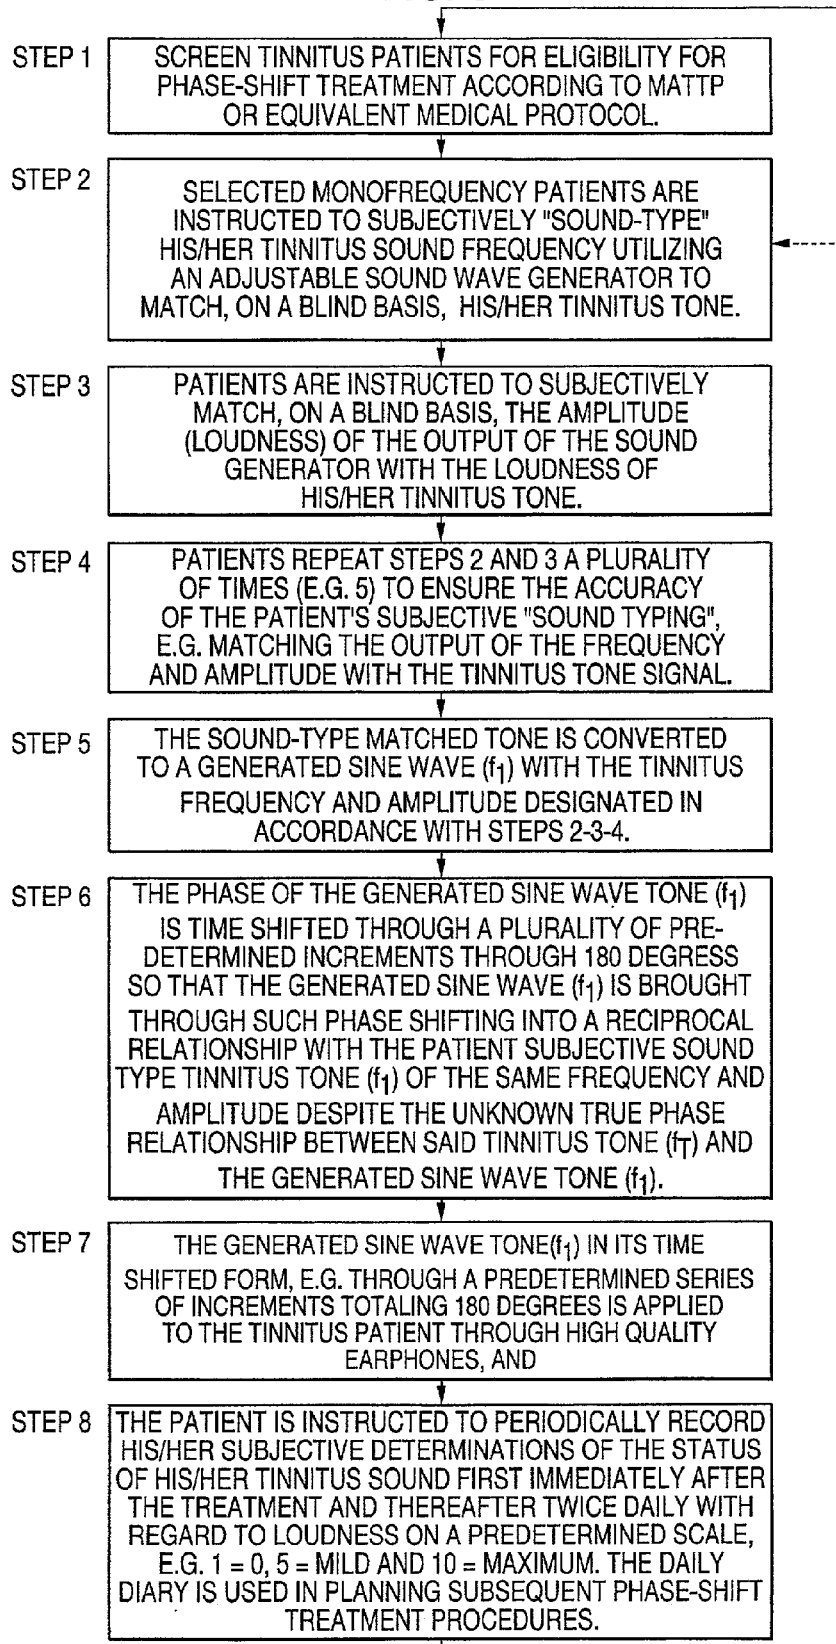 STEP 1
SCREEN TINNITUS PATIENTS FOR ELIGIBILITY FOR
PHASE-SHIFT TREATMENT ACCORDING TO MATTP
OR EQUIVALENT MEDICAL PROTOCOL.
STEP 2
SELECTED MONOFREQUENCY PATIENTS ARE
INSTRUCTED TO SUBJECTIVELY "SOUND-TYPE"
HIS/HER TINNITUS SOUND FREQUENCY UTILIZING
AN ADJUSTABLE SOUND WAVE GENERATOR TO
MATCH, ON A BLIND BASIS, HIS/HER TINNITUS TONE.
STEP 3
PATIENTS ARE INSTRUCTED TO SUBJECTIVELY
MATCH, ON A BLIND BASIS, THE AMPLITUDE
(LOUDNESS) OF THE OUTPUT OF THE SOUND
GENERATOR WITH THE LOUDNESS OF
HIS/HER TINNITUS TONE.
STEP 4
PATIENTS REPEAT STEPS 2 AND 3 A PLURALITY
OF TIMES (E.G. 5) TO ENSURE THE ACCURACY
OF THE PATIENT'S SUBJECTIVE "SOUND TYPING",
E.G. MATCHING THE OUTPUT OF THE FREQUENCY
AND AMPLITUDE WITH THE TINNITUS TONE SIGNAL.
STEP 5
THE SOUND-TYPE MATCHED TONE IS CONVERTED
TO A GENERATED SINE WAVE (f1) WITH THE TINNITUS
FREQUENCY AND AMPLITUDE DESIGNATED IN
ACCORDANCE WITH STEPS 2-3-4.
STEP 6
THE PHASE OF THE GENERATED SINE WAVE TONE (f1)
IS TIME SHIFTED THROUGH A PLURALITY OF PRE-
DETERMINED INCREMENTS THROUGH 180 DEGRESS
SO THAT THE GENERATED SINE WAVE (f1) IS BROUGHT
THROUGH SUCH PHASE SHIFTING INTO A RECIPROCAL
RELATIONSHIP WITH THE PATIENT SUBJECTIVE SOUND
TYPE TINNITUS TONE (f1) OF THE SAME FREQUENCY AND
AMPLITUDE DESPITE THE UNKNOWN TRUE PHASE
RELATIONSHIP BETWEEN SAID TINNITUS TONE (fT) AND
THE GENERATED SINE WAVE TONE (f1).
STEP 7
THE GENERATED SINE WAVE TONE(f1) IN ITS TIME
SHIFTED FORM, E.G. THROUGH A PREDETERMINED SERIES
OF INCREMENTS TOTALING 180 DEGREES IS APPLIED
TO THE TINNITUS PATIENT THROUGH HIGH QUALITY
EARPHONES, AND
STEP 8
THE PATIENT IS INSTRUCTED TO PERIODICALLY RECORD
HIS/HER SUBJECTIVE DETERMINATIONS OF THE STATUS
OF HIS/HER TINNITUS SOUND FIRST IMMEDIATELY AFTER
THE TREATMENT AND THEREAFTER TWICE DAILY WITH
REGARD TO LOUDNESS ON A PREDETERMINED SCALE,
E.G. 1 = 0, 5 = MILD AND 10 = MAXIMUM. THE DAILY
DIARY IS USED IN PLANNING SUBSEQUENT PHASE-SHIFT
TREATMENT PROCEDURES.